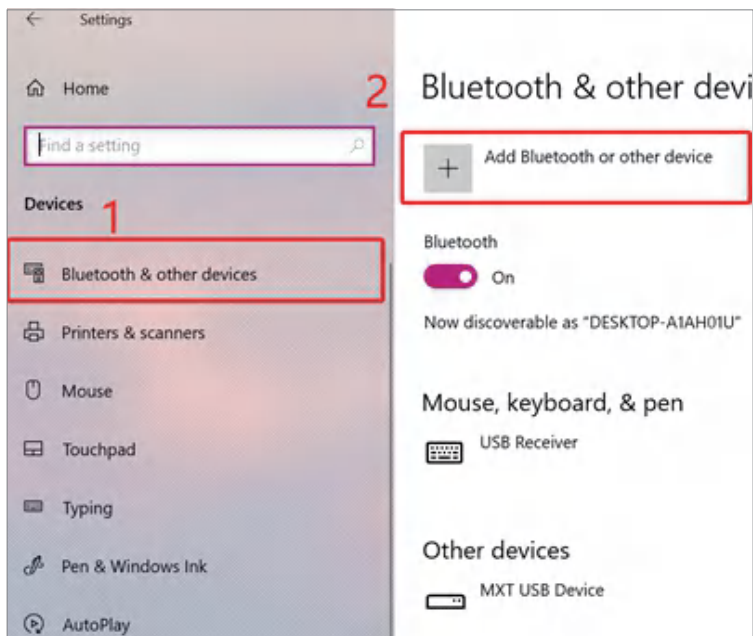 Settings
Home
Find a setting
Devices
1
Bluetooth & other devices
Printers & scanners
Mouse
Touchpad
Typing
Pen & Windows Ink
AutoPlay
2
Bluetooth & other devi
Add Bluetooth or other device
Bluetooth
On
Now discoverable as "DESKTOP-A1AH01U"
Mouse, keyboard, & pen
USB Receiver
Other devices
MXT USB Device